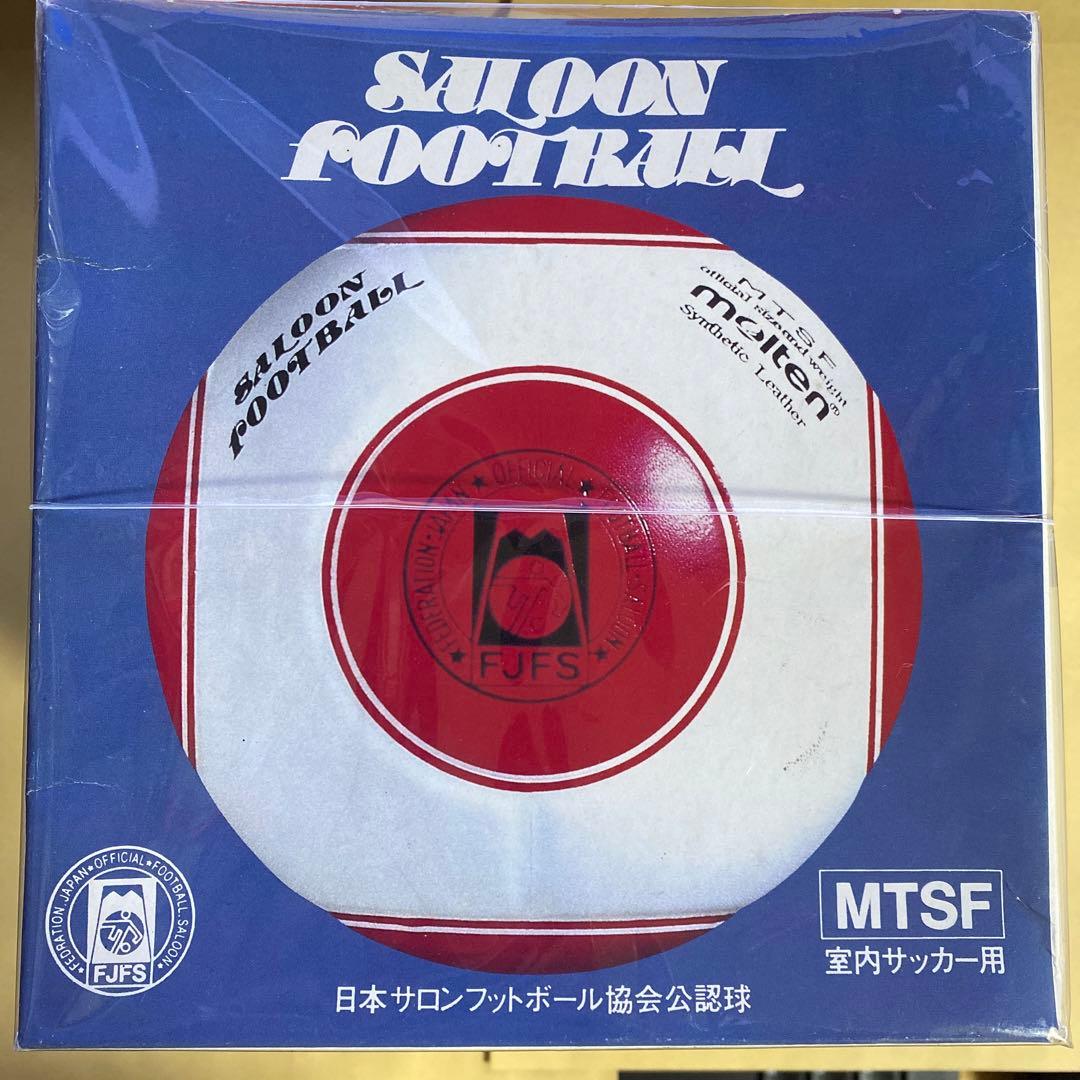 SALOON
FOOTBALL
SALOON
FOOTBALL
MTSF
official size and weight
molten®
Synthetic Leather
★ OFFICIAL ★ FOOTBALL · SALOON ★ FEDERATION · JAPAN
FJFS
★ OFFICIAL ★ FOOTBALL . SALOON ★ FEDRATION . JAPAN
FJFS
MTSF
室内サッカー用
日本サロンフットボール協会公認球